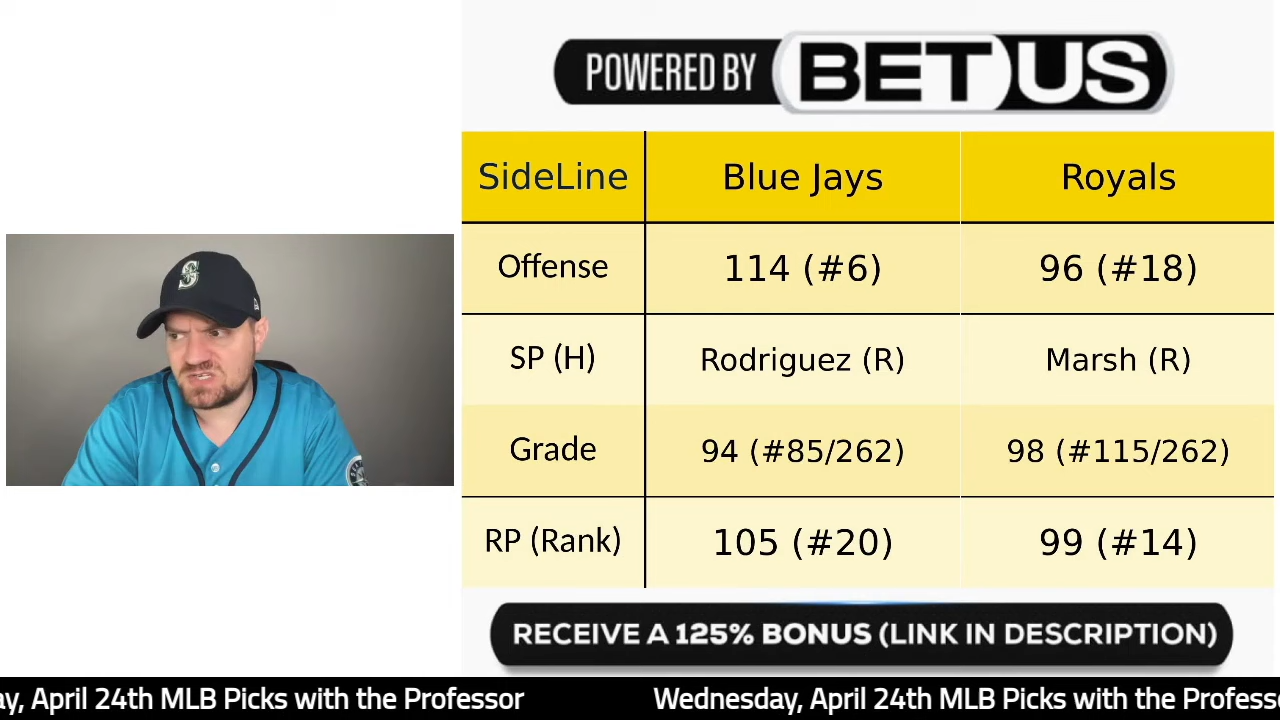 POWERED BY BETUS
SideLine Blue Jays Royals
Offense 114 (#6) 96 (#18)
SP (H) Rodriguez (R) Marsh (R)
Grade 94 (#85/262) 98 (#115/262)
RP (Rank) 105 (#20) 99 (#14)
RECEIVE A 125% BONUS (LINK IN DESCRIPTION)
ay, April 24th MLB Picks with the Professor Wednesday, April 24th MLB Picks with the Profess
S